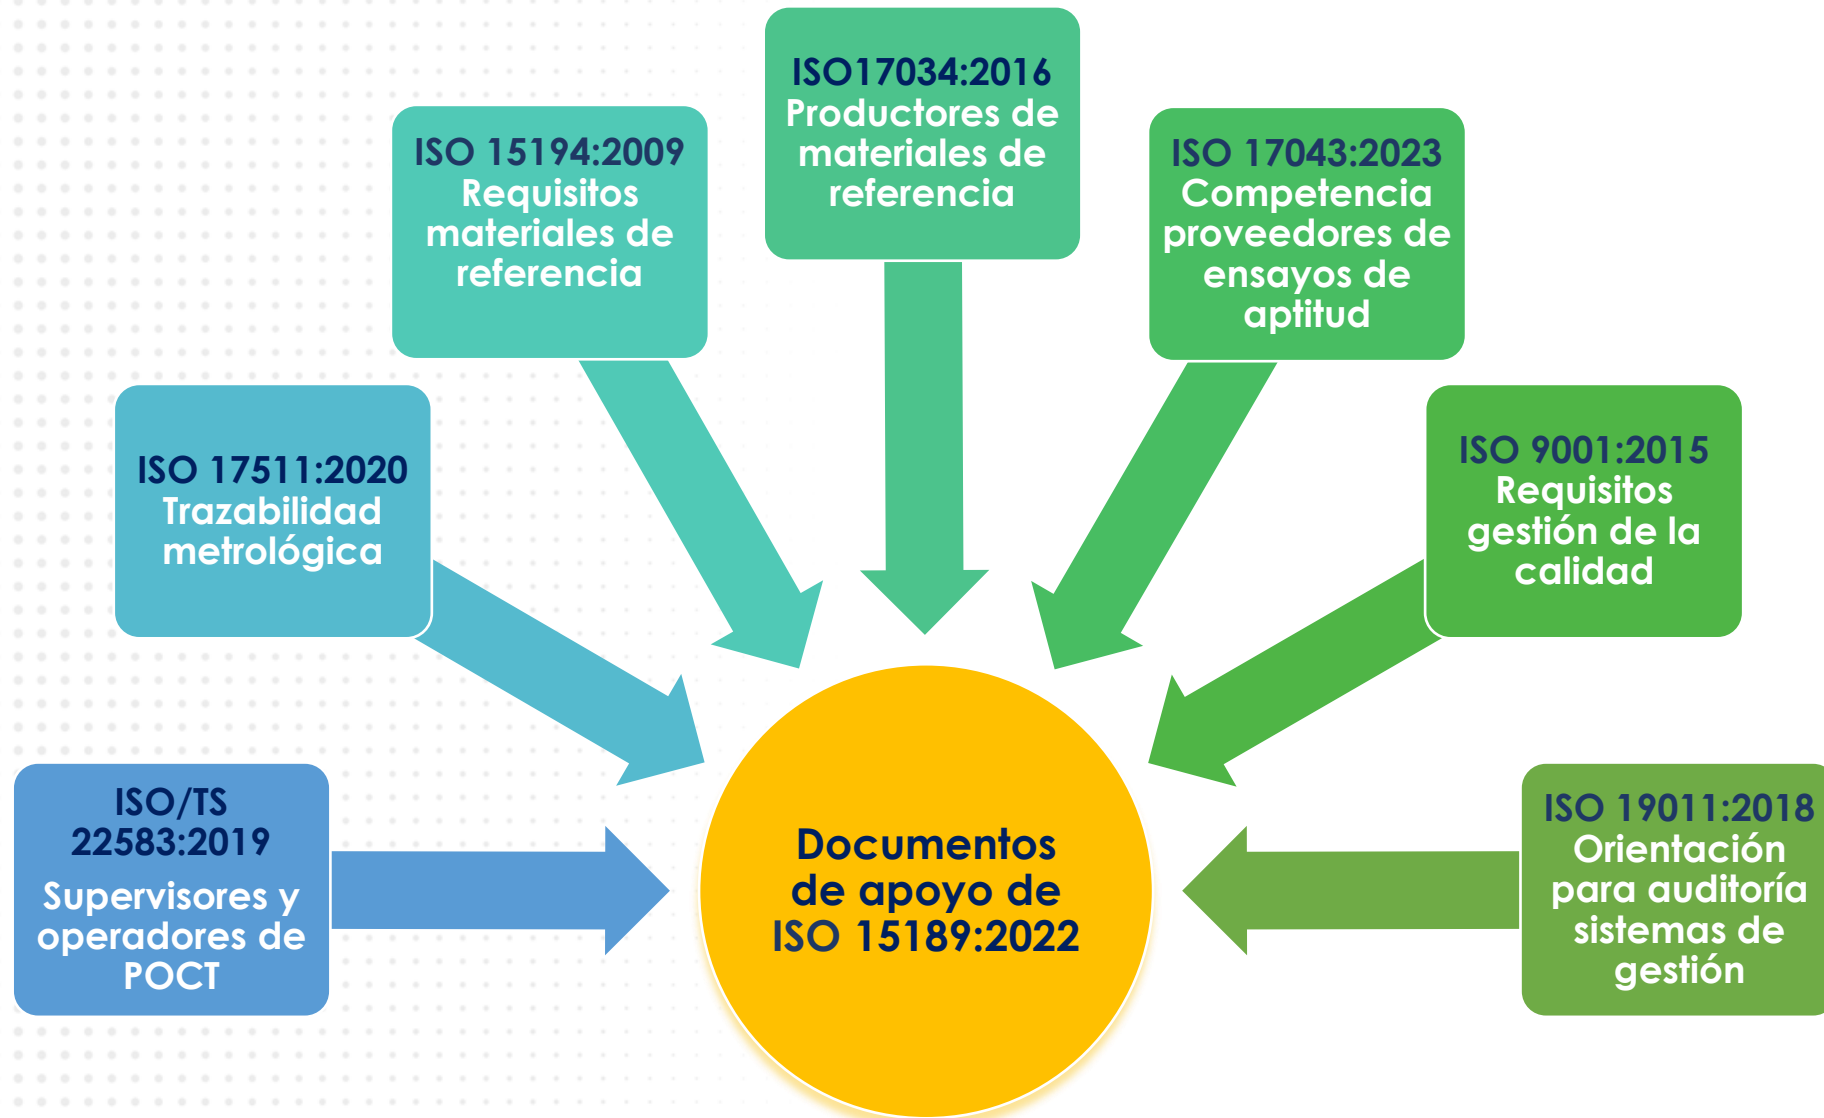 ISO17034:2016
Productores de
materiales de
referencia
ISO 15194:2009
Requisitos
materiales de
referencia
ISO 17043:2023
Competencia
proveedores de
ensayos de
aptitud
ISO 17511:2020
Trazabilidad
metrológica
ISO 9001:2015
Requisitos
gestión de la
calidad
ISO/TS
22583:2019
Supervisores y
operadores de
POCT
Documentos
de apoyo de
ISO 15189:2022
ISO 19011:2018
Orientación
para auditoría
sistemas de
gestión